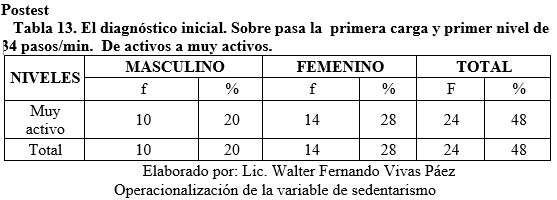 Postest
Tabla 13. El diagnóstico inicial. Sobre pasa la primera carga y primer nivel de
34 pasos/min. De activos a muy activos.
NIVELES MASCULINO FEMENINO TOTAL
f % f % F %
Muy activo 10 20 14 28 24 48
Total 10 20 14 28 24 48
Elaborado por: Lic. Walter Fernando Vivas Páez
Operacionalización de la variable de sedentarismo